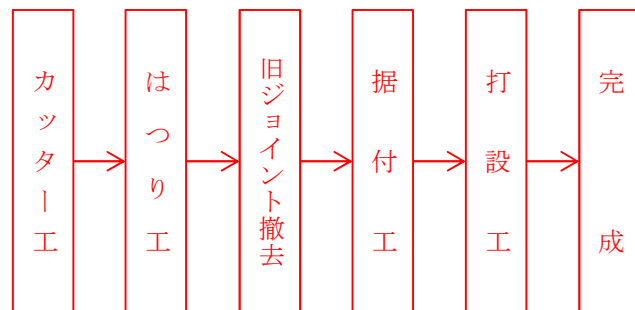 カッター工
はつり工
旧ジョイント撤去
据付工
打設工
完成